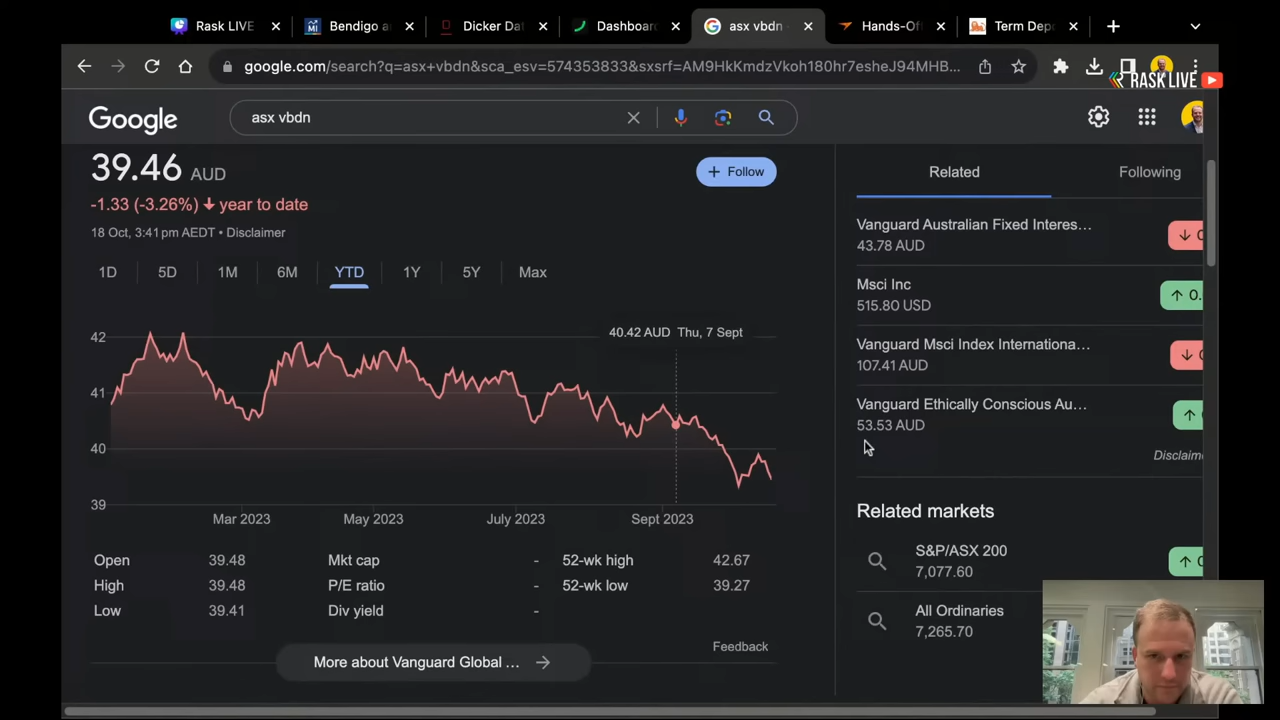 Rask LIVE
Bendigo a
Dicker Dat
Dashboard
asx vbdn -
Hands-Off
Term Depo
google.com/search?q=asx+vbdn&sca_esv=574353833&sxsrf=AM9HkKmdzVkoh180hr7esheJ94MHB...
RASK LIVE
Google
asx vbdn
39.46 AUD
Follow
-1.33 (-3.26%) year to date
18 Oct, 3:41 pm AEDT • Disclaimer
1D 5D 1M 6M YTD 1Y 5Y Max
40.42 AUD Thu, 7 Sept
42
41
40
39
Mar 2023 May 2023 July 2023 Sept 2023
Open 39.48 Mkt cap - 52-wk high 42.67
High 39.48 P/E ratio - 52-wk low 39.27
Low 39.41 Div yield -
Feedback
More about Vanguard Global ...
Related Following
Vanguard Australian Fixed Interes...
43.78 AUD
Msci Inc
515.80 USD
0.
Vanguard Msci Index Internationa...
107.41 AUD
Vanguard Ethically Conscious Au...
53.53 AUD
Disclaime
Related markets
S&P/ASX 200
7,077.60
All Ordinaries
7,265.70